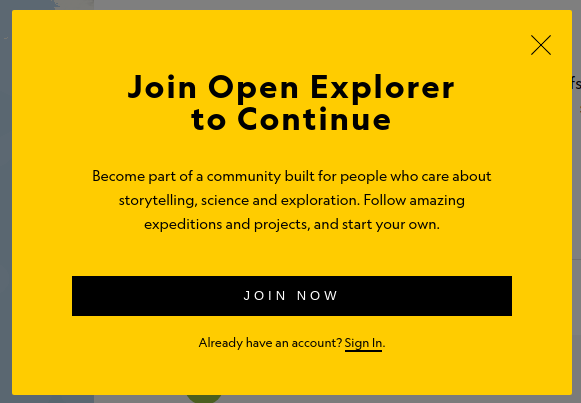 Join Open Explorer
to Continue
Become part of a community built for people who care about
storytelling, science and exploration. Follow amazing
expeditions and projects, and start your own.
JOIN NOW
Already have an account? Sign In.